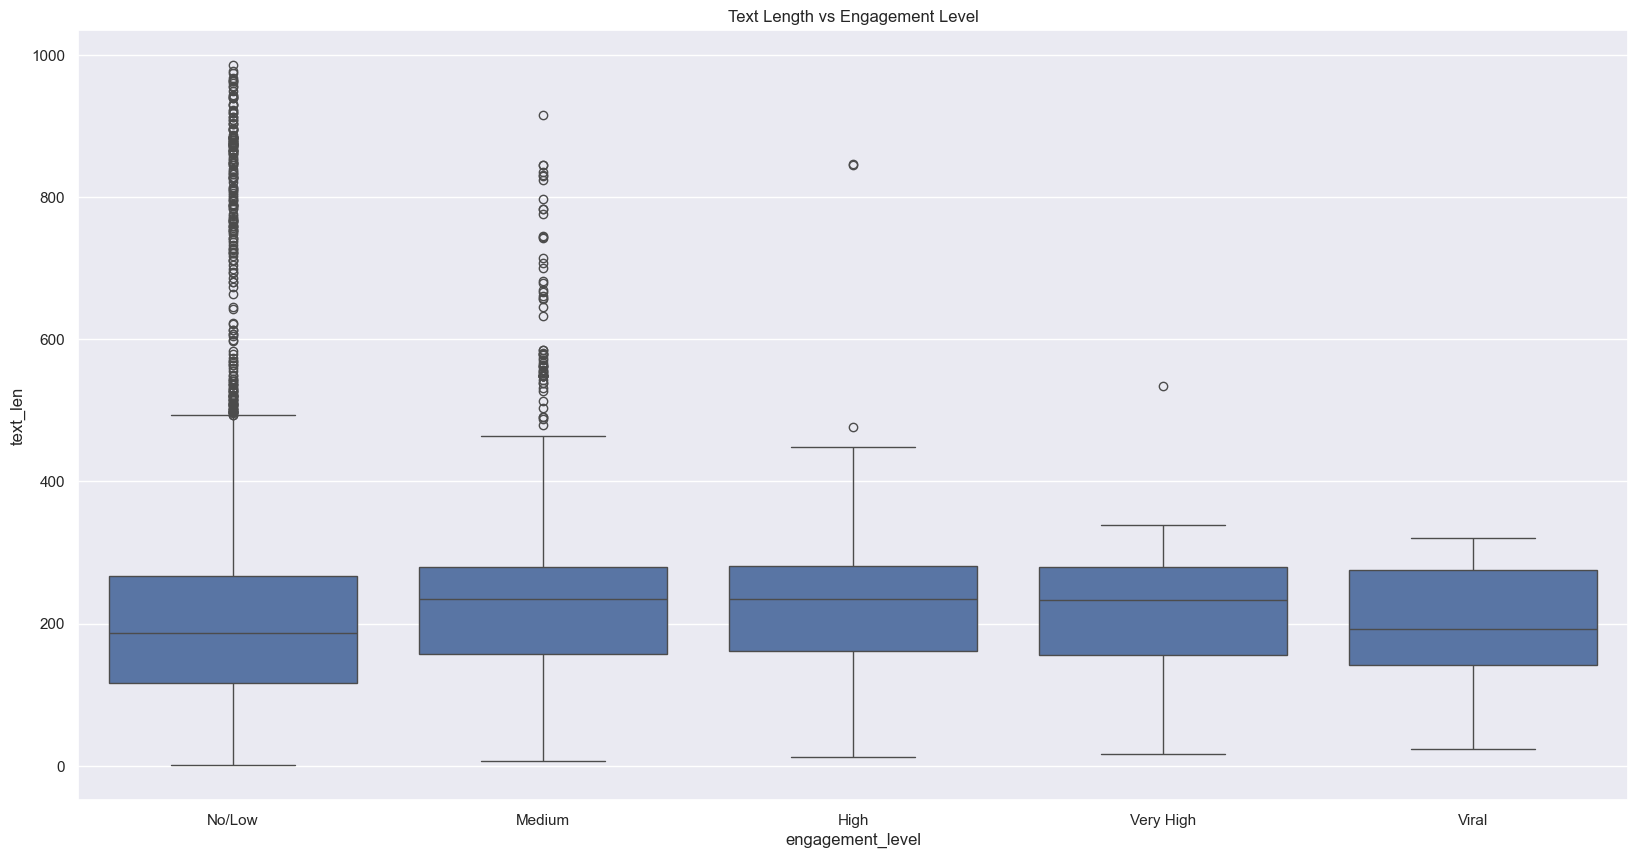 Text Length vs Engagement Level
1000
800
600
400
200
0
text_len
No/Low
Medium
High
Very High
Viral
engagement_level